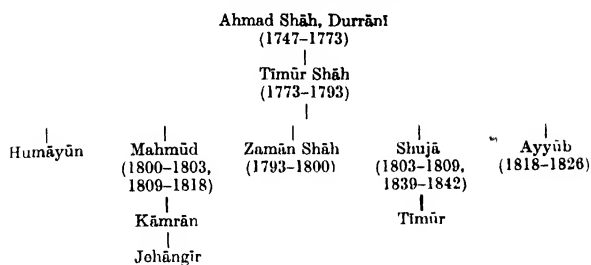 Ahmad Shāh, Durrānī
(1747–1773)
Tīmūr Shāh
(1773–1793)
Humāyūn Mahmūd Zamān Shāh Shujā Ayyūb
(1800–1803, (1793–1800) (1803–1809, (1818–1826)
1809–1818) 1839–1842)
Kāmrān Tīmūr
Jehāngīr